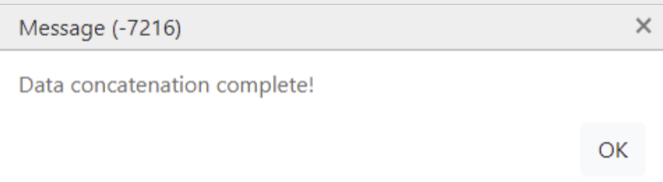 Message (-7216)
Data concatenation complete!
OK